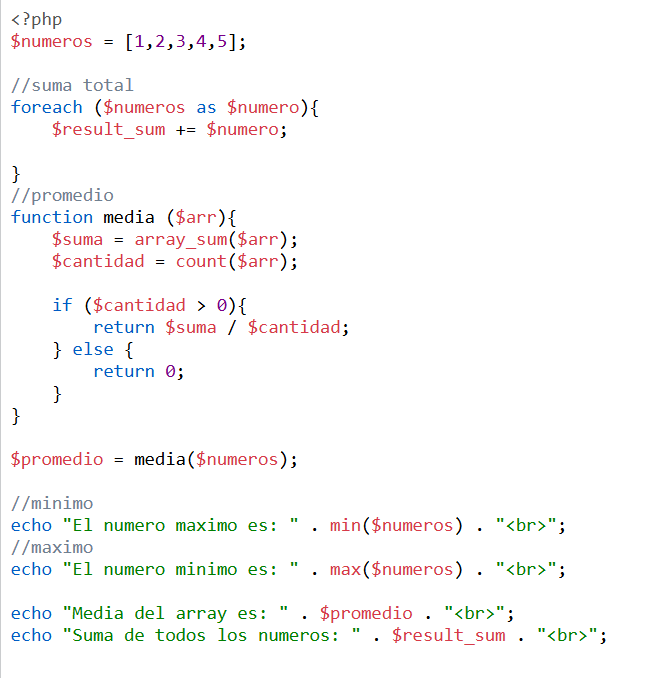 <?php
$numeros = [1,2,3,4,5];
//suma total
foreach ($numeros as $numero){
    $result_sum += $numero;
}
//promedio
function media ($arr){
    $suma = array_sum($arr);
    $cantidad = count($arr);
    if ($cantidad > 0){
        return $suma / $cantidad;
    } else {
        return 0;
    }
}
$promedio = media($numeros);
//minimo
echo "El numero maximo es: " . min($numeros) . "<br>";
//maximo
echo "El numero minimo es: " . max($numeros) . "<br>";
echo "Media del array es: " . $promedio . "<br>";
echo "Suma de todos los numeros: " . $result_sum . "<br>";